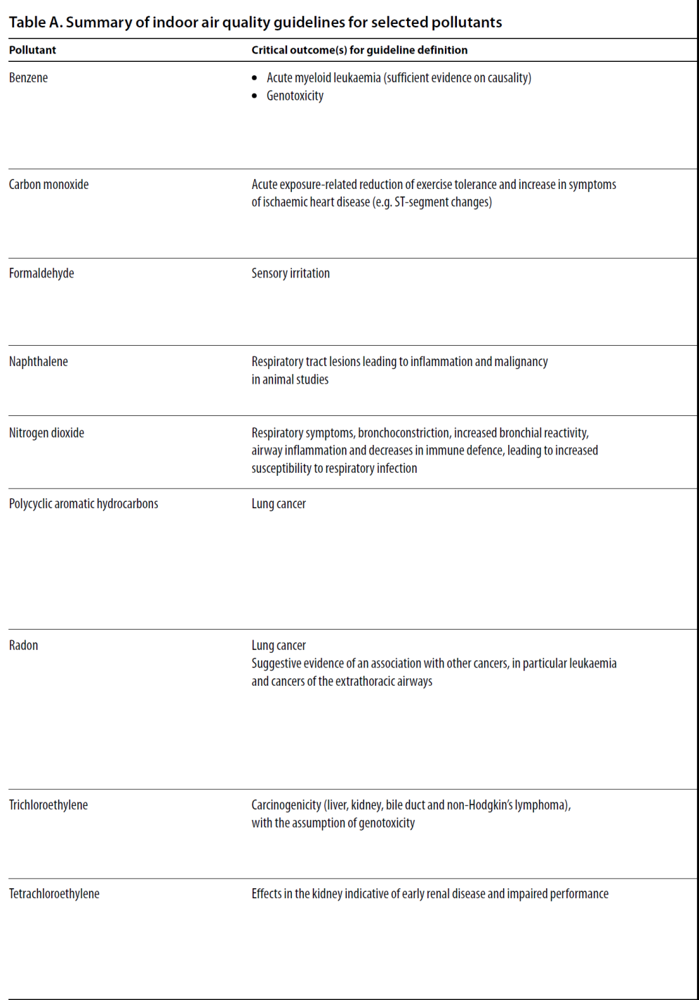 Table A. Summary of indoor air quality guidelines for selected pollutants
Pollutant Critical outcome(s) for guideline definition
Benzene • Acute myeloid leukaemia (sufficient evidence on causality)
• Genotoxicity
Carbon monoxide Acute exposure-related reduction of exercise tolerance and increase in symptoms
of ischaemic heart disease (e.g. ST-segment changes)
Formaldehyde Sensory irritation
Naphthalene Respiratory tract lesions leading to inflammation and malignancy
in animal studies
Nitrogen dioxide Respiratory symptoms, bronchoconstriction, increased bronchial reactivity,
airway inflammation and decreases in immune defence, leading to increased
susceptibility to respiratory infection
Polycyclic aromatic hydrocarbons Lung cancer
Radon Lung cancer
Suggestive evidence of an association with other cancers, in particular leukaemia
and cancers of the extrathoracic airways
Trichloroethylene Carcinogenicity (liver, kidney, bile duct and non-Hodgkin’s lymphoma),
with the assumption of genotoxicity
Tetrachloroethylene Effects in the kidney indicative of early renal disease and impaired performance